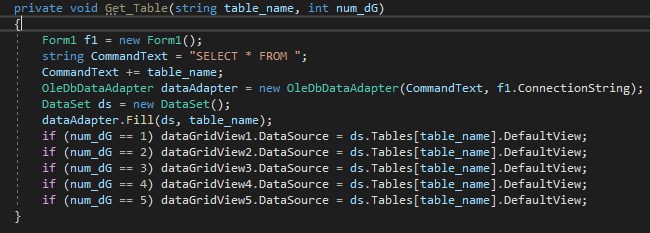 private void Get_Table(string table_name, int num_dG)
{
Form1 f1 = new Form1();
string CommandText = "SELECT * FROM ";
CommandText += table_name;
OleDbDataAdapter dataAdapter = new OleDbDataAdapter(CommandText, f1.ConnectionString);
DataSet ds = new DataSet();
dataAdapter.Fill(ds, table_name);
if (num_dG == 1) dataGridView1.DataSource = ds.Tables[table_name].DefaultView;
if (num_dG == 2) dataGridView2.DataSource = ds.Tables[table_name].DefaultView;
if (num_dG == 3) dataGridView3.DataSource = ds.Tables[table_name].DefaultView;
if (num_dG == 4) dataGridView4.DataSource = ds.Tables[table_name].DefaultView;
if (num_dG == 5) dataGridView5.DataSource = ds.Tables[table_name].DefaultView;
}